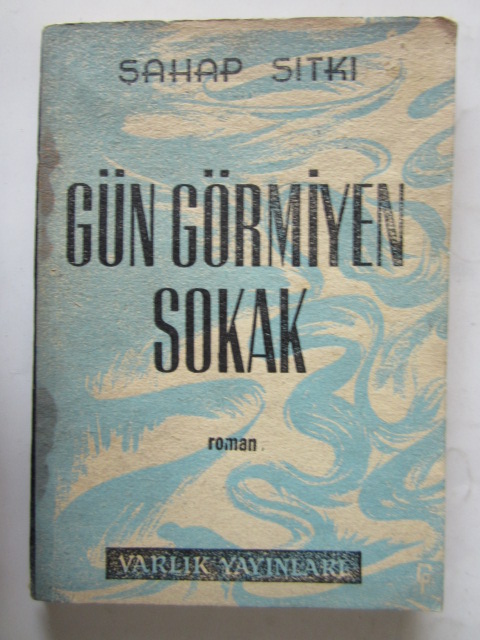 ŞAHAP SITKI
GÜN GÖRMİYEN
SOKAK
roman
VARLIK YAYINLARI